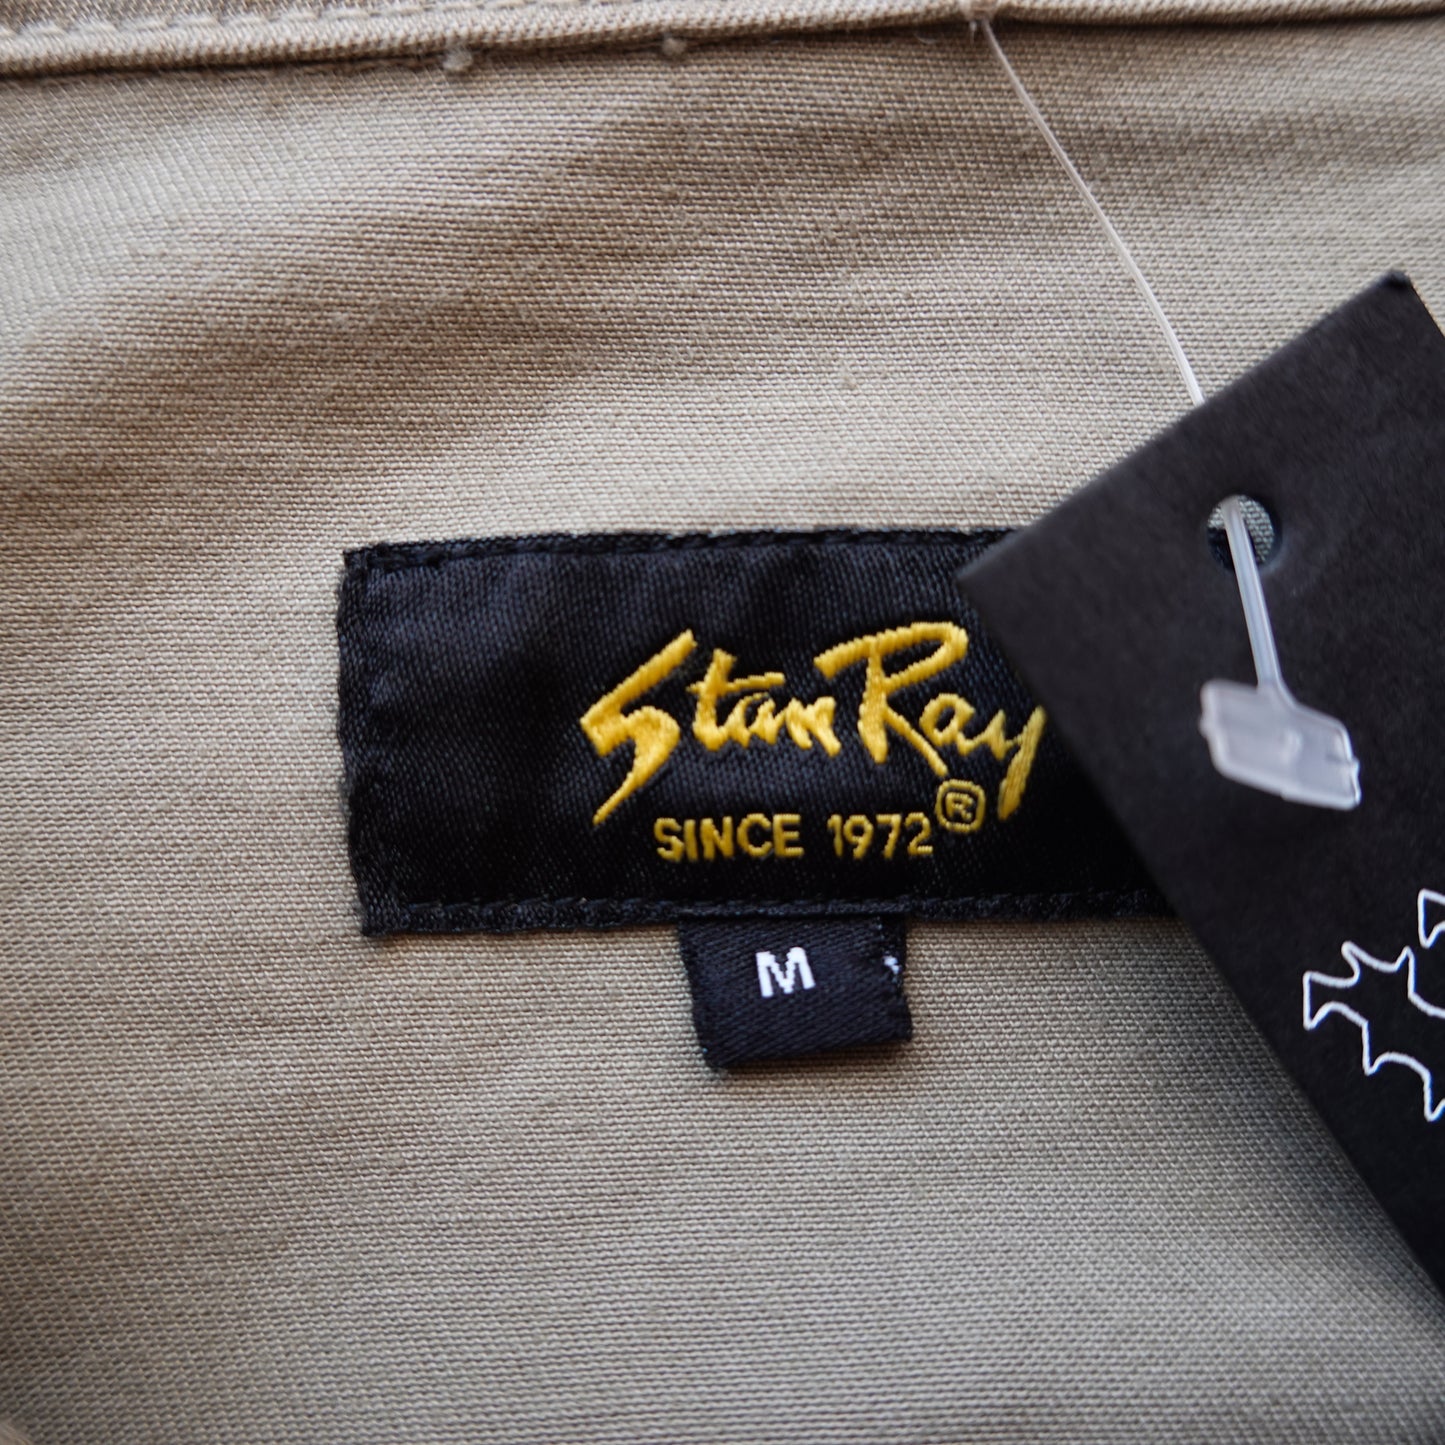 Stan Ray
SINCE 1972®
M